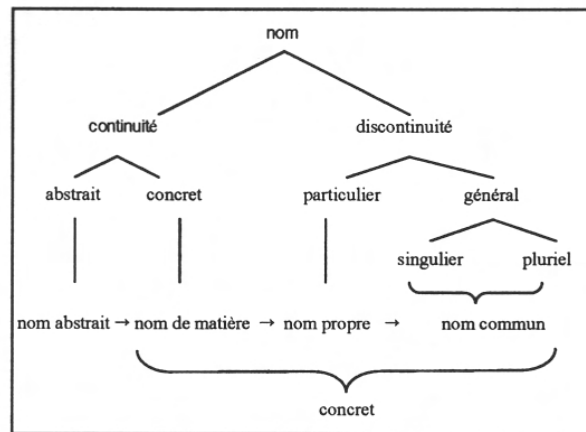 nom
continuité discontinuité
abstrait concret particulier général
singulier pluriel
nom abstrait → nom de matière → nom propre → nom commun
concret